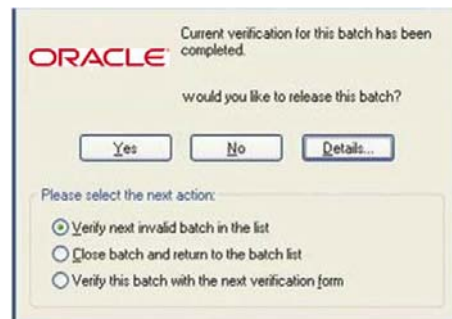 ORACLE
Current verification for this batch has been
completed.
would you like to release this batch?
Yes
No
Details...
Please select the next action:
Verify next invalid batch in the list
Close batch and return to the batch list
Verify this batch with the next verification form